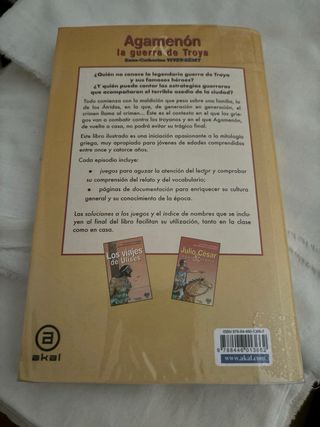 Agamenón
la guerra de Troya
Anne-Catherine VIVET-RÉMY
¿Quién no conoce la legendaria guerra de Troya
y sus famosos héroes?
¿Y quién puede contar las estrategias guerreras
que acompañaron al terrible asedio de la ciudad?
Todo comienza con la maldición que pesa sobre una familia, la
de los Átridas, en la que, de generación en generación, el
crimen llama al crimen... Este es el contexto en el que los grie-
gos van a combatir contra los troyanos y en el que Agamenón,
de vuelta a casa, no podrá evitar su trágico final.
Este libro ilustrado es una iniciación apasionante a la mitología
griega, muy apropiado para jóvenes de edades comprendidas
entre once y catorce años.
Cada episodio incluye:
• juegos para aguzar la atención del lector y comprobar
su comprensión del relato y del vocabulario;
• páginas de documentación para enriquecer su cultura
general y su conocimiento de la época.
Las soluciones a los juegos y el índice de nombres que se inclu-
yen al final del libro facilitan su utilización, tanto en la clase
como en casa.
Los viajes
de Ulises
Julio César
akal
9 788446 013662
www.akal.com